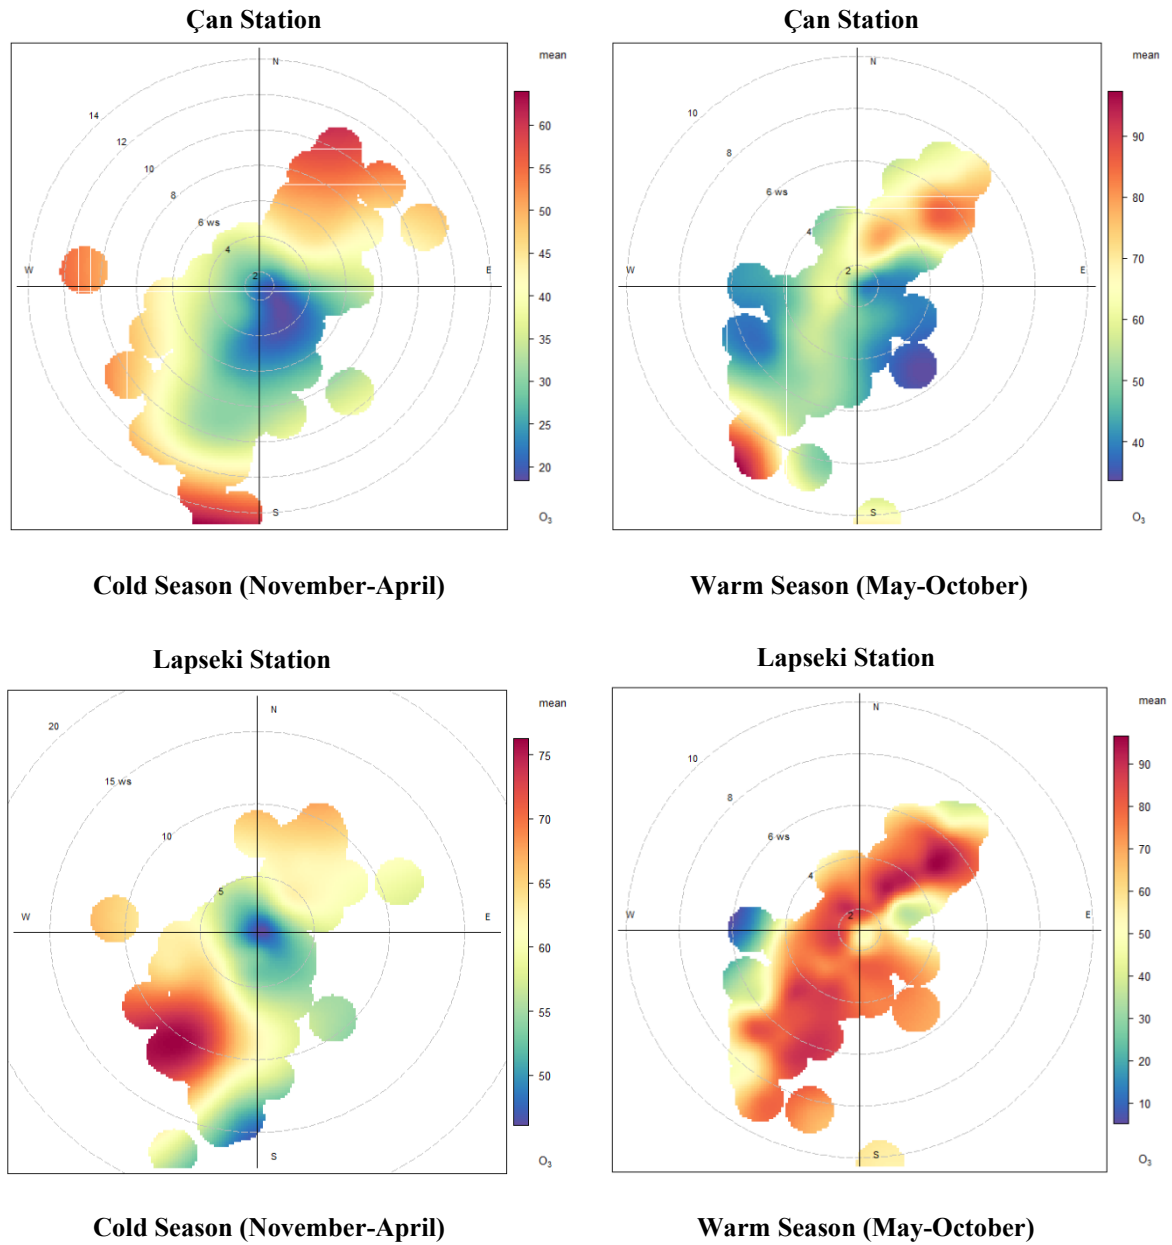 Çan Station
Çan Station
mean
N
14
12
10
8
6 ws
4
2
W
E
S
60
55
50
45
40
35
30
25
20
O3
mean
N
10
8
6 ws
4
2
W
E
S
90
80
70
60
50
40
O3
Cold Season (November-April)
Warm Season (May-October)
Lapseki Station
Lapseki Station
mean
N
20
15 ws
10
5
W
E
S
75
70
65
60
55
50
O3
mean
N
10
8
6 ws
4
2
W
E
S
90
80
70
60
50
40
30
20
10
O3
Cold Season (November-April)
Warm Season (May-October)